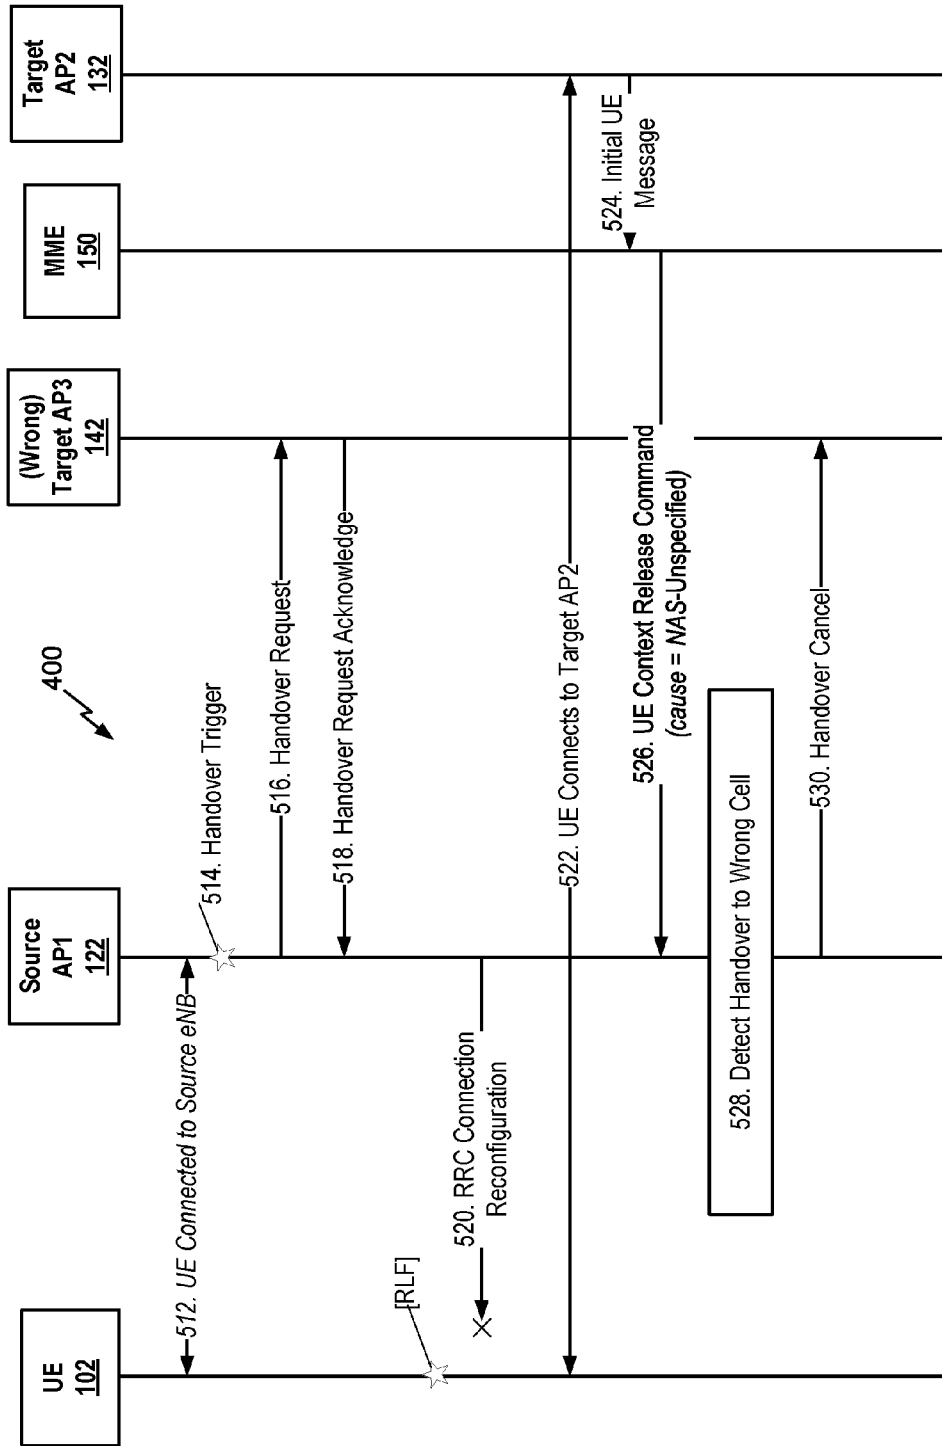 400
UE
102
Source
AP1
122
(Wrong)
Target AP3
142
MME
150
Target
AP2
132
512. UE Connected to Source eNB
514. Handover Trigger
516. Handover Request
518. Handover Request Acknowledge
[RLF]
520. RRC Connection
Reconfiguration
522. UE Connects to Target AP2
524. Initial UE
Message
526. UE Context Release Command
(cause = NAS-Unspecified)
528. Detect Handover to Wrong Cell
530. Handover Cancel